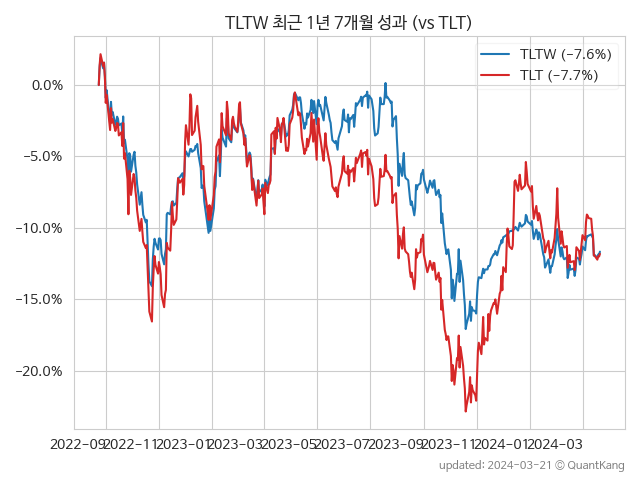 TLTW 최근 1년 7개월 성과 (vs TLT)
TLTW (-7.6%)
TLT (-7.7%)
0.0%
-5.0%
-10.0%
-15.0%
-20.0%
2022-09 2022-11 2023-01 2023-03 2023-05 2023-07 2023-09 2023-11 2024-01 2024-03
updated: 2024-03-21 © QuantKang